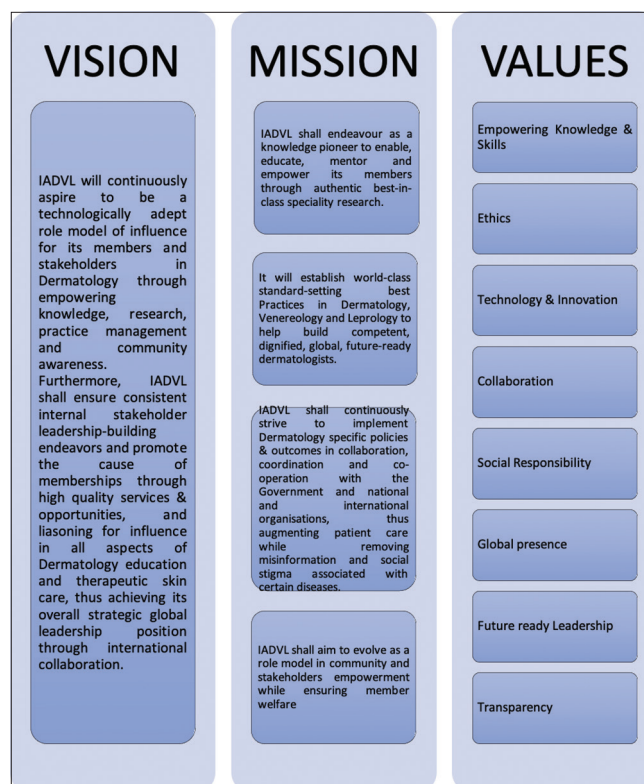 VISION
IADVL will continuously
aspire to be a
technologically adept
role model of influence
for its members and
stakeholders in
Dermatology through
empowering
knowledge, research,
practice management
and community
awareness.
Furthermore, IADVL
shall ensure consistent
internal stakeholder
leadership-building
endeavors and promote
the cause of
memberships through
high quality services &
opportunities, and
liasoning for influence
in all aspects of
Dermatology education
and therapeutic skin
care, thus achieving its
overall strategic global
leadership position
through international
collaboration.
MISSION
IADVL shall endeavour as a
knowledge pioneer to enable,
educate, mentor and
empower its members
through authentic best-in-
class speciality research.
It will establish world-class
standard-setting best
Practices in Dermatology,
Venereology and Leprology to
help build competent,
dignified, global, future-ready
dermatologists.
IADVL shall continuously
strive to implement
Dermatology specific policies
& outcomes in collaboration,
coordination and co-
operation with the
Government and national
and international
organisations, thus
augmenting patient care
while removing
misinformation and social
stigma associated with
certain diseases.
IADVL shall aim to evolve as a
role model in community and
stakeholders empowerment
while ensuring member
welfare
VALUES
Empowering Knowledge &
Skills
Ethics
Technology & Innovation
Collaboration
Social Responsibility
Global presence
Future ready Leadership
Transparency